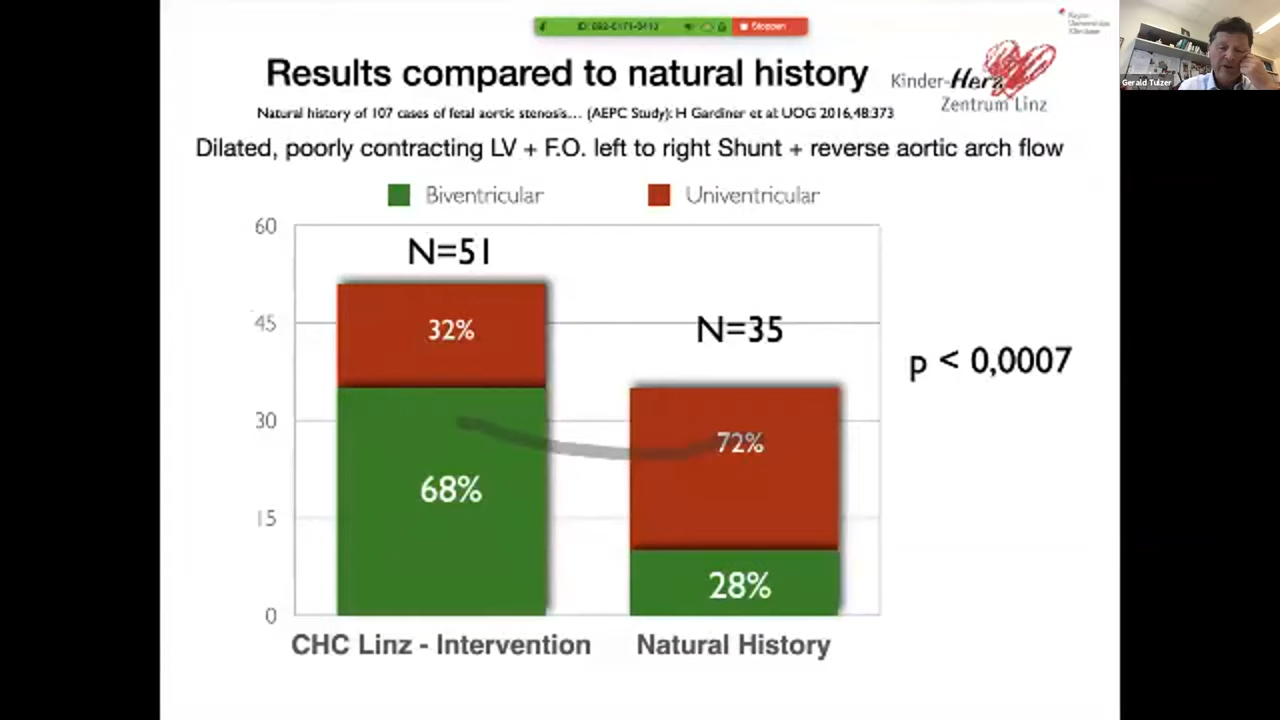 Stoppen
Results compared to natural history
Kinder-Herz
Zentrum Linz
Natural history of 107 cases of fetal aortic stenosis... (AEPC Study): H Gardiner et al: UOG 2016,48:373
Dilated, poorly contracting LV + F.O. left to right Shunt + reverse aortic arch flow
Biventricular Univentricular
60
N=51
45
32%
N=35
p < 0,0007
30
72%
68%
15
28%
0
CHC Linz - Intervention Natural History
Gerald Tulzer